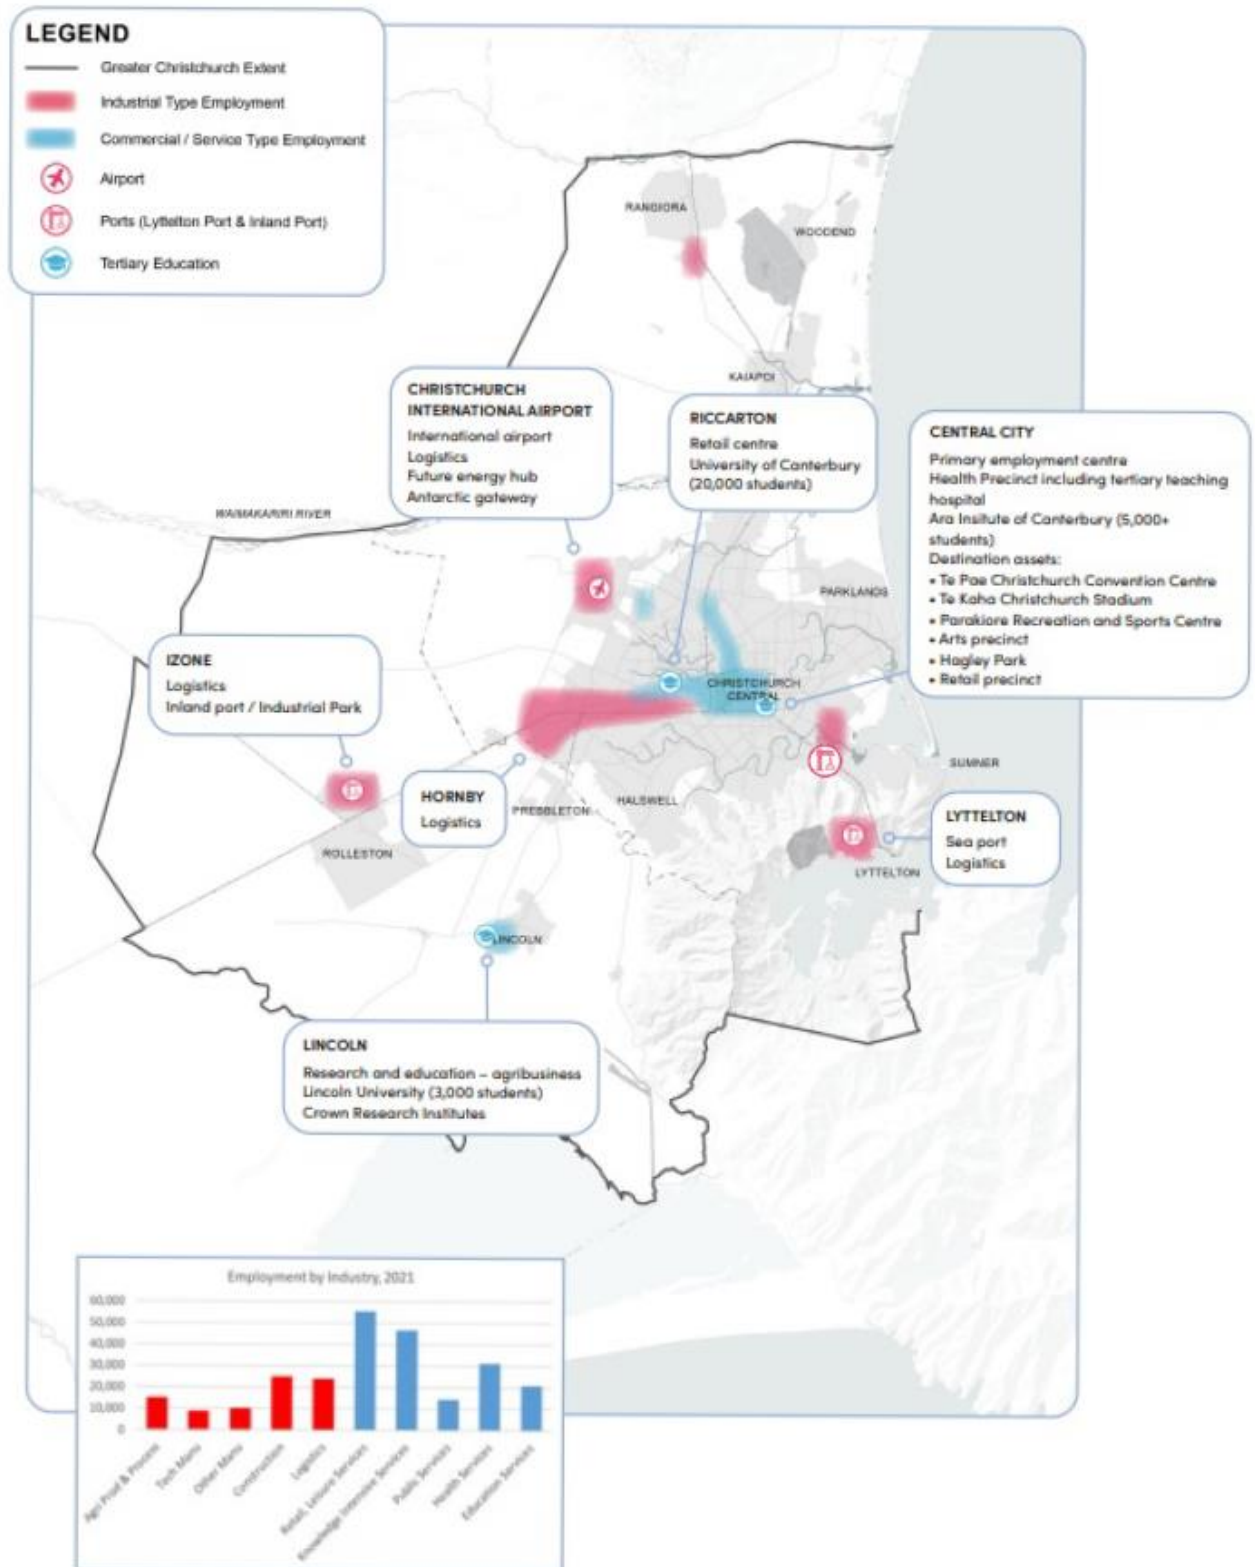 LEGEND
Greater Christchurch Extent
Industrial Type Employment
Commercial / Service Type Employment
Airport
Ports (Lyttelton Port & Inland Port)
Tertiary Education
RANGIORA
WOODEND
KAIAPOI
CHRISTCHURCH
INTERNATIONAL AIRPORT
International airport
Logistics
Future energy hub
Antarctic gateway
RICCARTON
Retail centre
University of Canterbury
(20,000 students)
CENTRAL CITY
Primary employment centre
Health Precinct including tertiary teaching
hospital
Ara Insitute of Canterbury (5,000+
students)
Destination assets:
• Te Pae Christchurch Convention Centre
• Te Kaha Christchurch Stadium
• Parakiore Recreation and Sports Centre
• Arts precinct
• Hagley Park
• Retail precinct
WAIMAKARIRI RIVER
PARKLANDS
IZONE
Logistics
Inland port / Industrial Park
CHRISTCHURCH
CENTRAL
SUMNER
HORNBY
Logistics
PREBBLETON
HALSWELL
LYTTELTON
Sea port
Logistics
ROLLESTON
LYTTELTON
LINCOLN
LINCOLN
Research and education – agribusiness
Lincoln University (3,000 students)
Crown Research Institutes
Employment by Industry, 2021
60,000
50,000
40,000
30,000
20,000
10,000
0
Agri Prod & Process
Tech Manu
Other Manu
Construction
Logistics
Retail, Leisure Services
Knowledge Intensive Services
Public Services
Health Services
Education Services